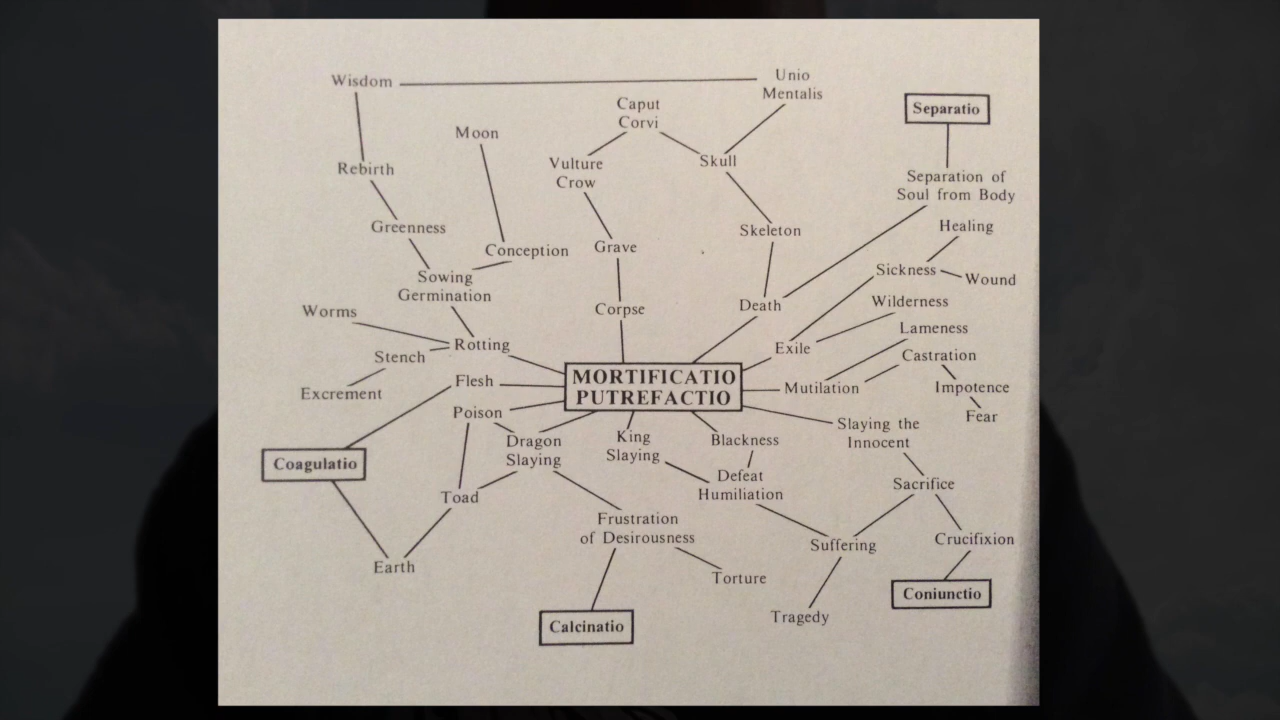 Wisdom
Unio
Mentalis
Caput
Corvi
Separatio
Moon
Rebirth
Vulture
Crow
Skull
Separation of
Soul from Body
Greenness
Healing
Skeleton
Conception
Grave
Sickness
Wound
Sowing
Germination
Worms
Corpse
Death
Wilderness
Lameness
Stench
Rotting
Exile
Castration
Excrement
Flesh
MORTIFICATIO
PUTREFACTIO
Mutilation
Impotence
Fear
Poison
Slaying the
Innocent
Dragon
Slaying
King
Slaying
Blackness
Coagulatio
Defeat
Humiliation
Sacrifice
Toad
Frustration
of Desirousness
Suffering
Crucifixion
Earth
Torture
Coniunctio
Tragedy
Calcinatio